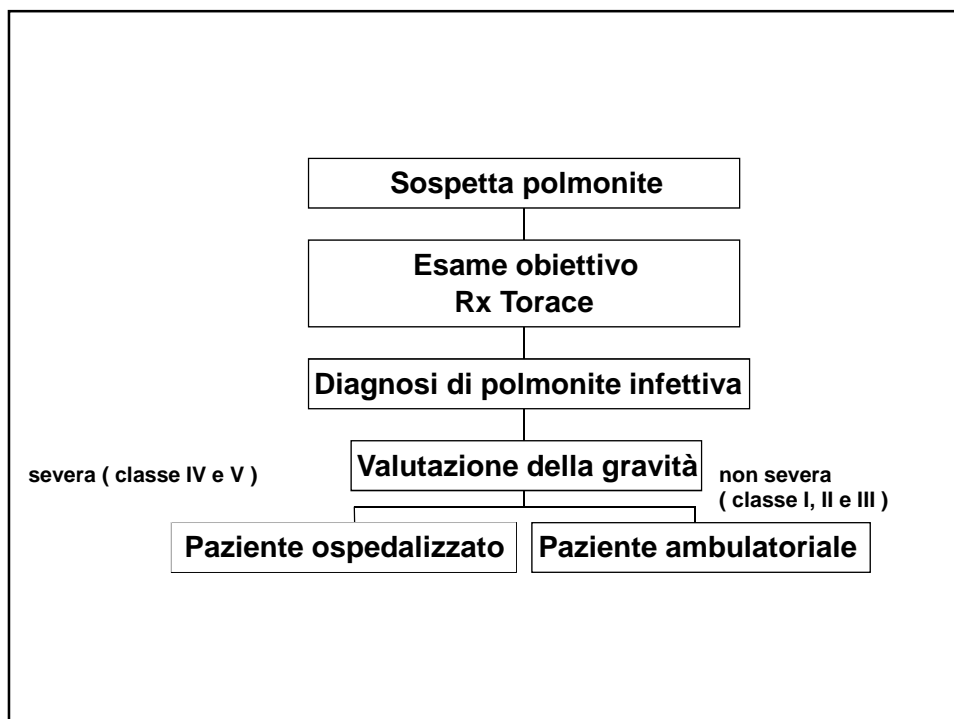 Sospetta polmonite
Esame obiettivo
Rx Torace
Diagnosi di polmonite infettiva
Valutazione della gravità
severa ( classe IV e V )
non severa
( classe I, II e III )
Paziente ospedalizzato
Paziente ambulatoriale